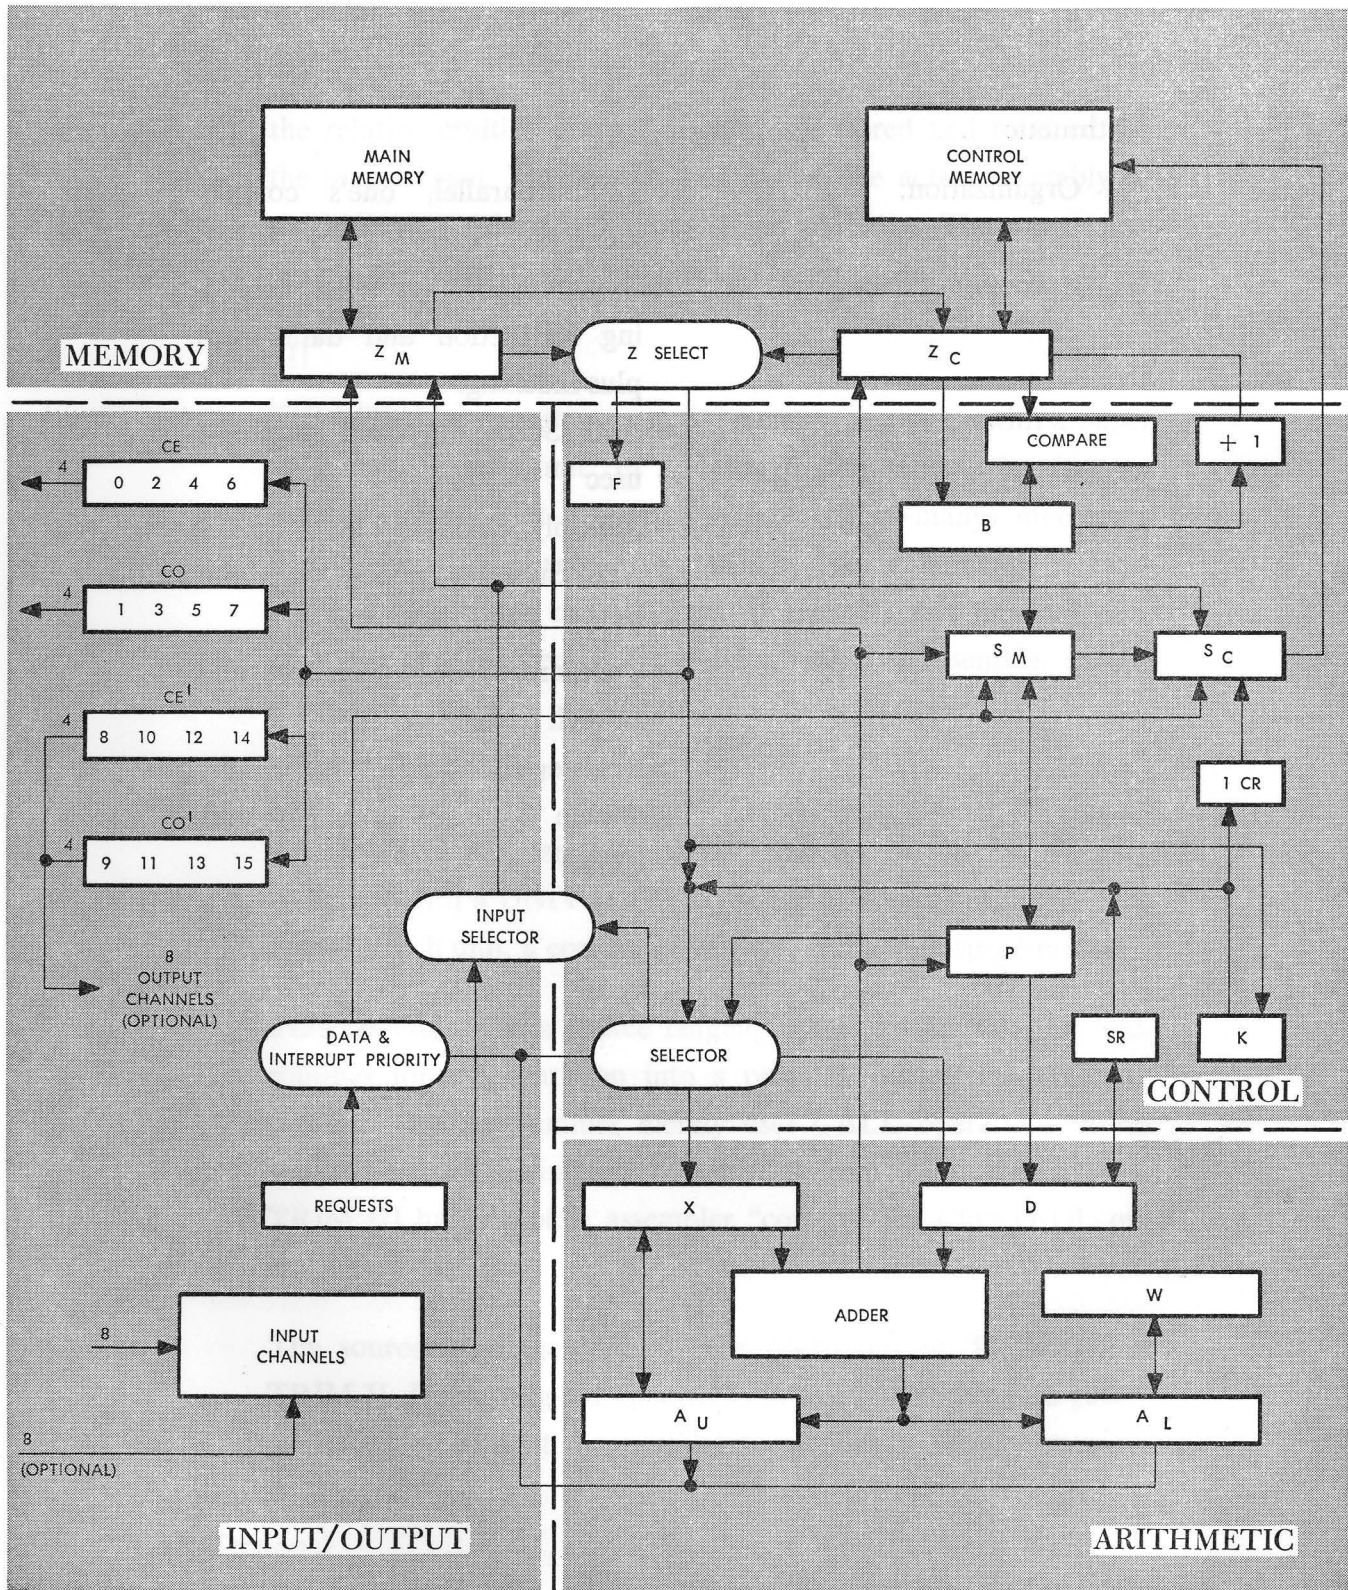 MAIN
MEMORY
CONTROL
MEMORY
MEMORY
Z M
Z SELECT
Z C
CE
4
0 2 4 6
F
COMPARE
+ 1
B
CO
4
1 3 5 7
S M
S C
CE'
4
8 10 12 14
1 CR
CO'
4
9 11 13 15
INPUT
SELECTOR
P
8
OUTPUT
CHANNELS
(OPTIONAL)
DATA &
INTERRUPT PRIORITY
SELECTOR
SR
K
CONTROL
REQUESTS
X
D
8
INPUT
CHANNELS
ADDER
W
A U
A L
8
(OPTIONAL)
INPUT/OUTPUT
ARITHMETIC